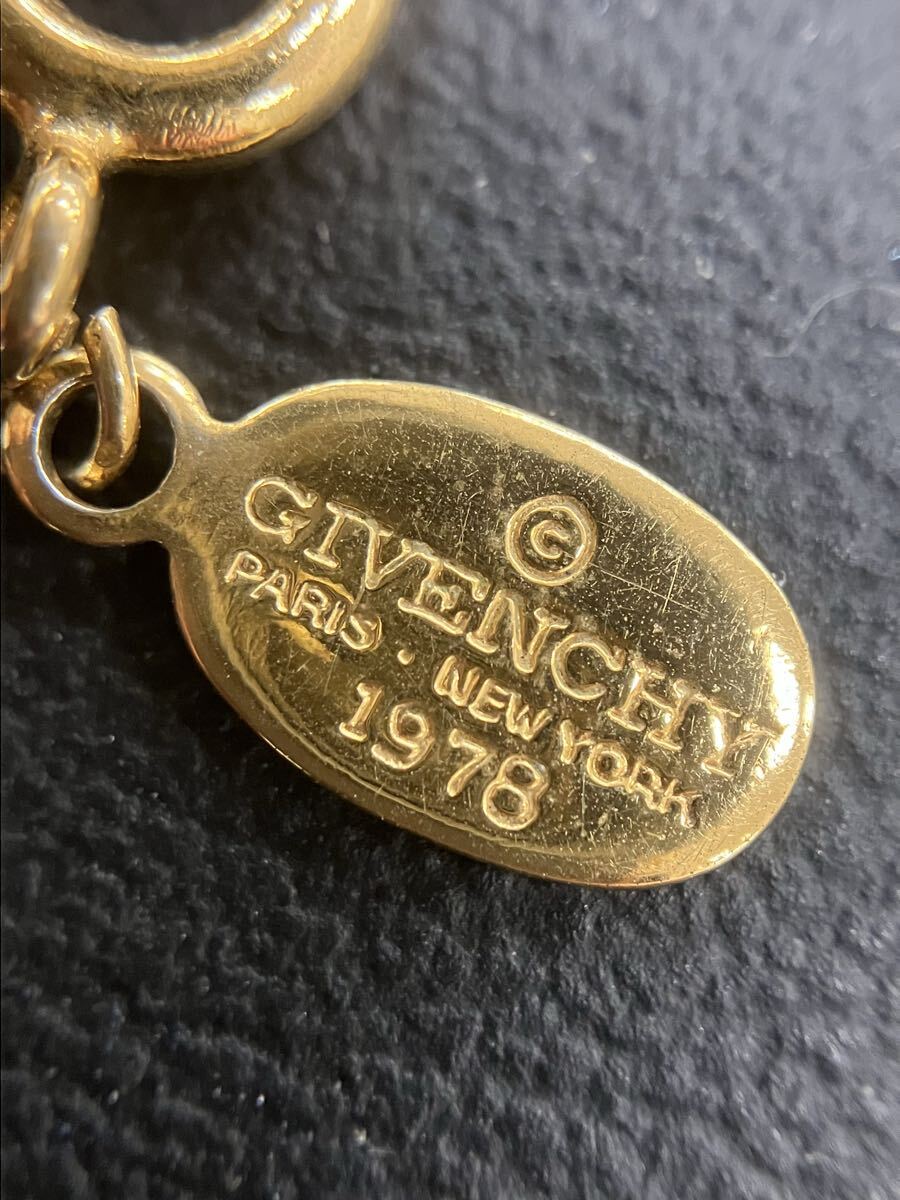 ©
GIVENCHY
PARIS · NEW YORK
1978